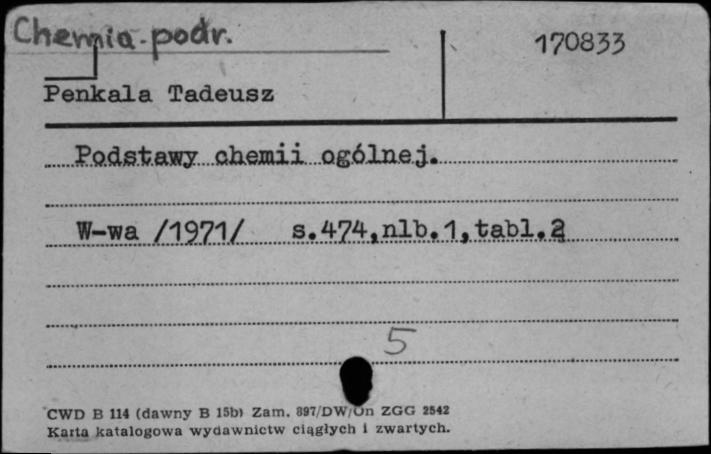 Chemia-podr.
170833
Penkala Tadeusz
Podstawy chemii ogólnej.
W-wa /1971/ s.474,nlb.1,tabl.2
5
CWD B 114 (dawny B 15b) Zam. 897/DW/On ZGG 2542
Karta katalogowa wydawnictw ciągłych i zwartych.